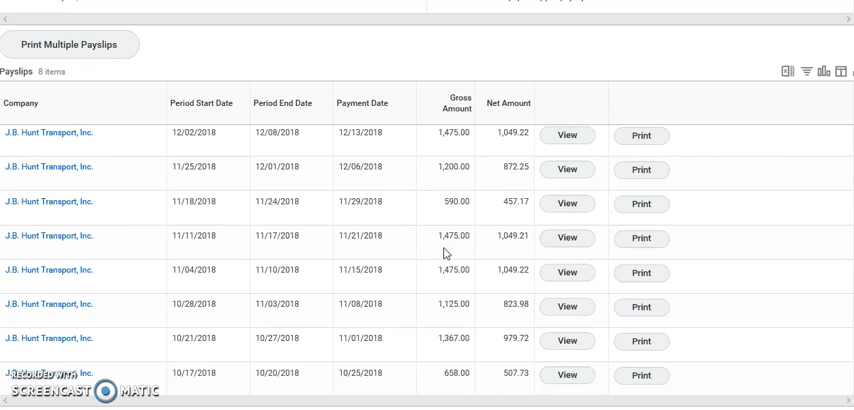 Print Multiple Payslips
Payslips 8 items
Company Period Start Date Period End Date Payment Date Gross Amount Net Amount
J.B. Hunt Transport, Inc. 12/02/2018 12/08/2018 12/13/2018 1,475.00 1,049.22 View Print
J.B. Hunt Transport, Inc. 11/25/2018 12/01/2018 12/06/2018 1,200.00 872.25 View Print
J.B. Hunt Transport, Inc. 11/18/2018 11/24/2018 11/29/2018 590.00 457.17 View Print
J.B. Hunt Transport, Inc. 11/11/2018 11/17/2018 11/21/2018 1,475.00 1,049.21 View Print
J.B. Hunt Transport, Inc. 11/04/2018 11/10/2018 11/15/2018 1,475.00 1,049.22 View Print
J.B. Hunt Transport, Inc. 10/28/2018 11/03/2018 11/08/2018 1,125.00 823.98 View Print
J.B. Hunt Transport, Inc. 10/21/2018 10/27/2018 11/01/2018 1,367.00 979.72 View Print
10/17/2018 10/20/2018 10/25/2018 658.00 507.73 View Print
RECORDED WITH
SCREENCAST MATIC